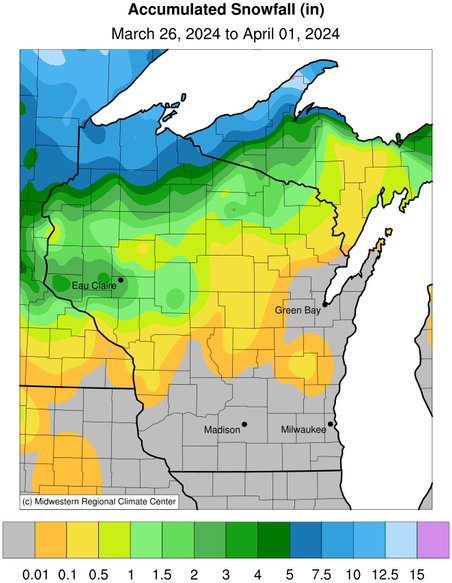 Accumulated Snowfall (in)
March 26, 2024 to April 01, 2024
Eau Claire
Green Bay
Madison
Milwaukee
(c) Midwestern Regional Climate Center
0.01 0.1 0.5 1 1.5 2 3 4 5 7.5 10 12.5 15